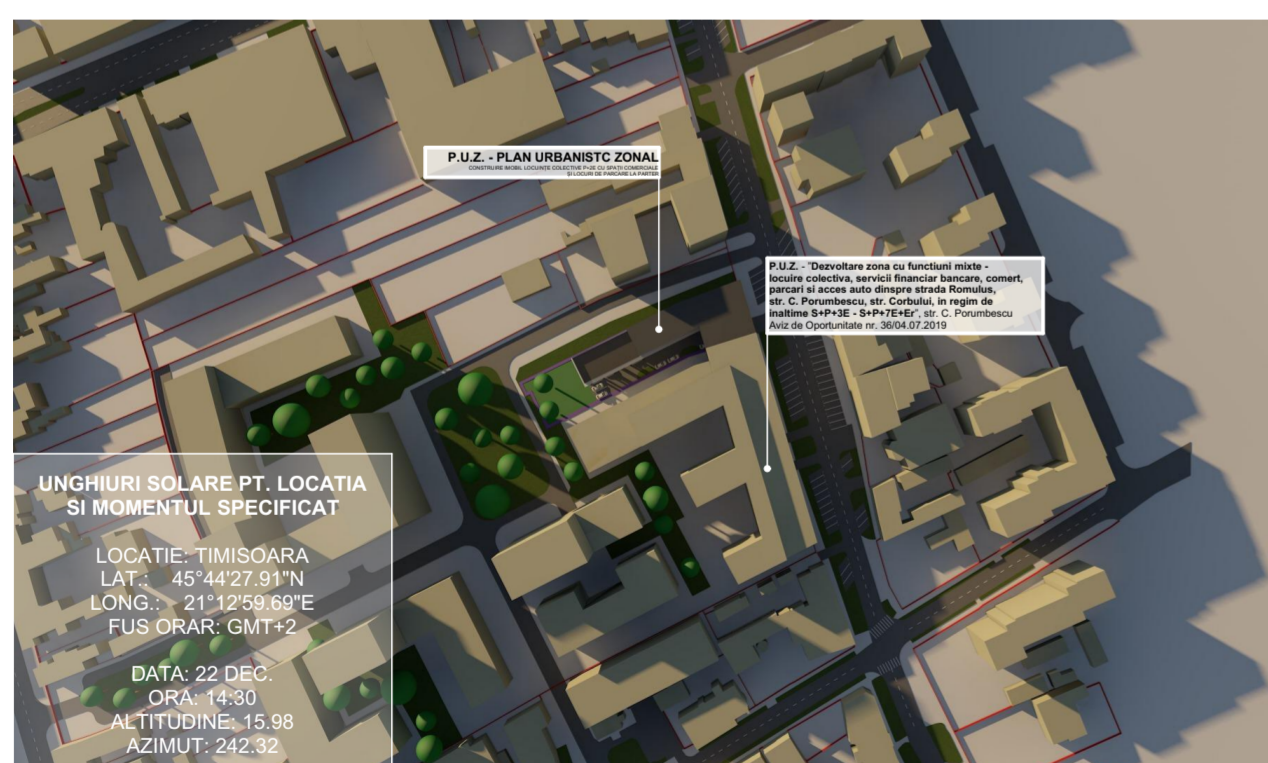 P.U.Z. - PLAN URBANISTC ZONAL
CONSTRUIRE IMOBIL LOCUINȚE COLECTIVE P+2E CU SPAȚII COMERCIALE
ȘI LOCURI DE PARCARE LA PARTER
P.U.Z. - "Dezvoltare zona cu functiuni mixte -
locuire colectiva, servicii financiar bancare, comert,
parcari si acces auto dinspre strada Romulus,
str. C. Porumbescu, str. Corbului, in regim de
inaltime S+P+3E - S+P+7E+Er", str. C. Porumbescu
Aviz de Oportunitate nr. 36/04.07.2019
UNGHIURI SOLARE PT. LOCATIA
SI MOMENTUL SPECIFICAT
LOCATIE: TIMISOARA
LAT.: 45°44'27.91"N
LONG.: 21°12'59.69"E
FUS ORAR: GMT+2
DATA: 22 DEC.
ORA: 14:30
ALTITUDINE: 15.98
AZIMUT: 242.32